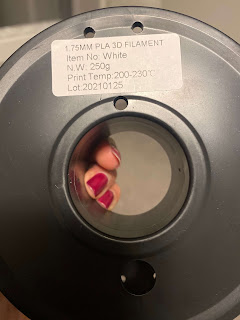 1.75MM PLA 3D FILAMENT
Item No: White
N.W: 250g
Print Temp:200-230
Lot:20210125